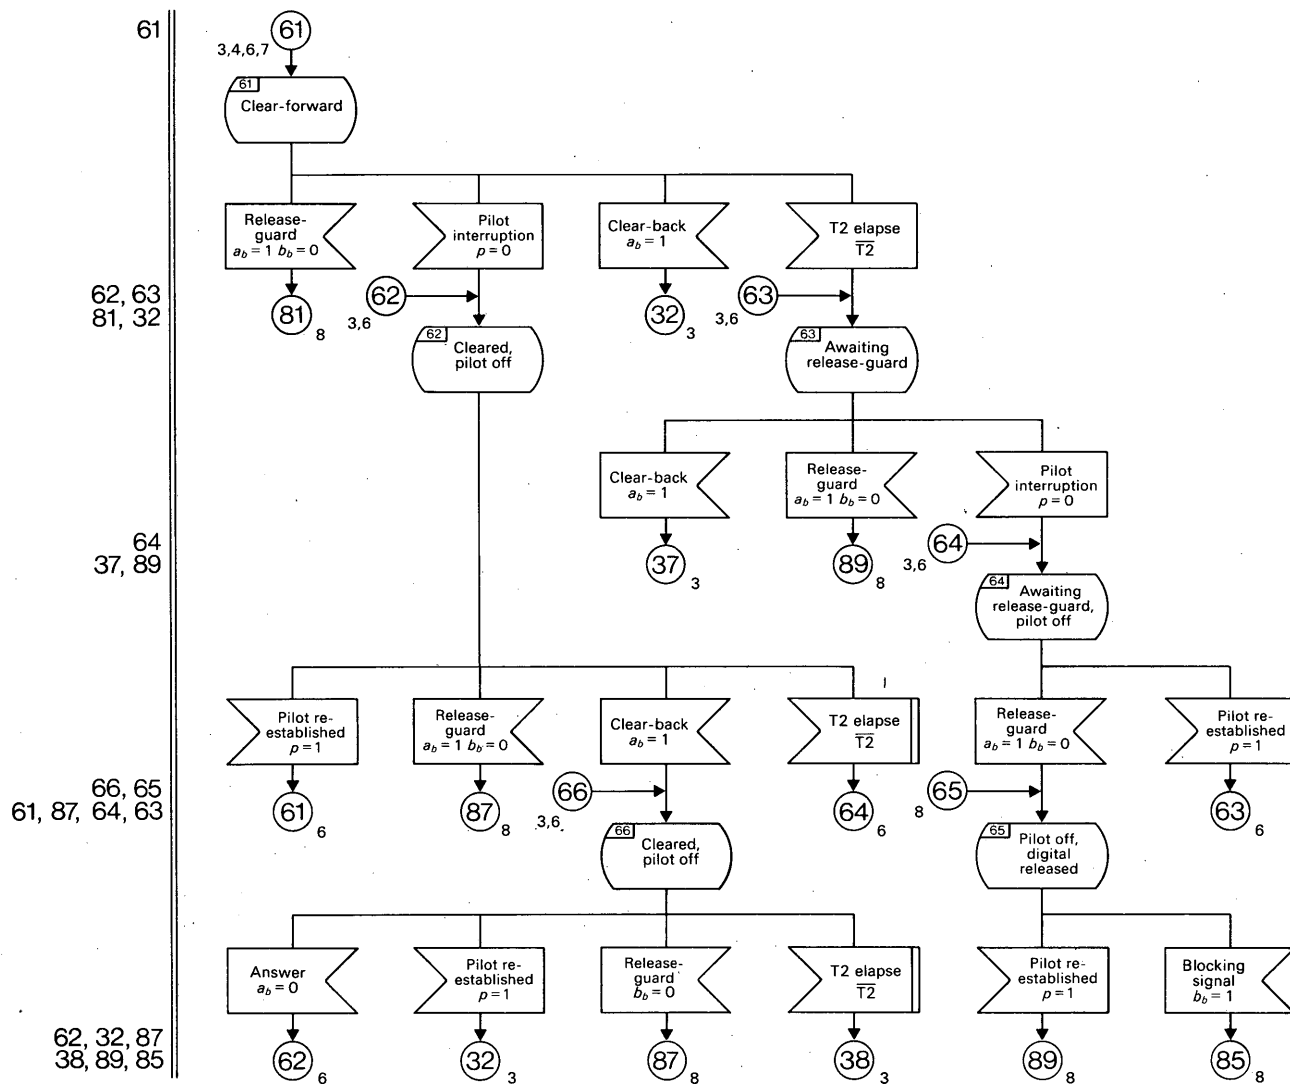 61
61
3,4,6,7
61
Clear-forward
Release-
guard
a_b = 1 b_b = 0
Pilot
interruption
p = 0
Clear-back
a_b = 1
T2 elapse
T2
62, 63
81, 32
81
8
62
3,6
32
3
63
3,6
62
Cleared,
pilot off
63
Awaiting
release-guard
Clear-back
a_b = 1
Release-
guard
a_b = 1 b_b = 0
Pilot
interruption
p = 0
64
37, 89
37
3
89
8
64
3,6
64
Awaiting
release-guard,
pilot off
Pilot re-
established
p = 1
Release-
guard
a_b = 1 b_b = 0
Clear-back
a_b = 1
T2 elapse
T2
Release-
guard
a_b = 1 b_b = 0
Pilot re-
established
p = 1
66, 65
61, 87, 64, 63
61
6
87
8
66
3,6
64
6
65
8
63
6
66
Cleared,
pilot off
65
Pilot off,
digital
released
Answer
a_b = 0
Pilot re-
established
p = 1
Release-
guard
b_b = 0
T2 elapse
T2
Pilot re-
established
p = 1
Blocking
signal
b_b = 1
62, 32, 87
38, 89, 85
62
6
32
3
87
8
38
3
89
8
85
8